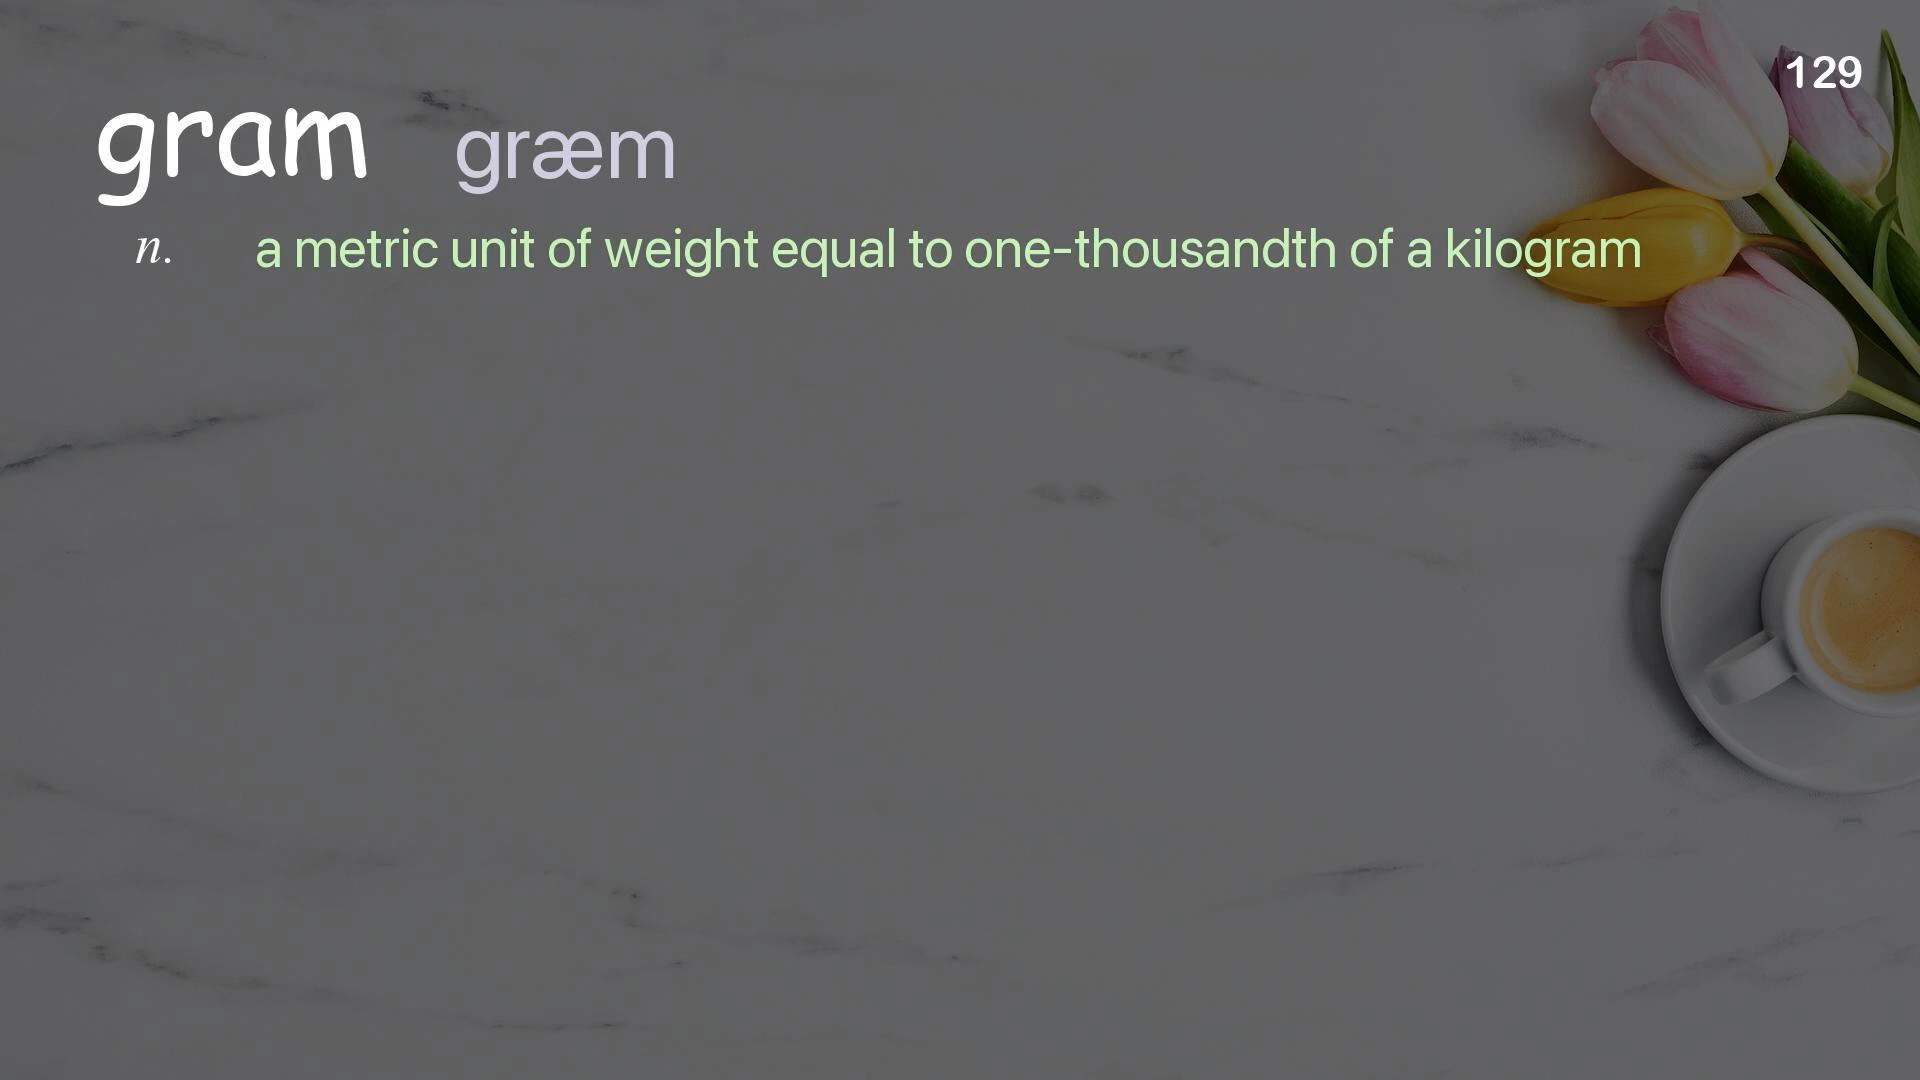 129
gram græm
n. a metric unit of weight equal to one-thousandth of a kilogram